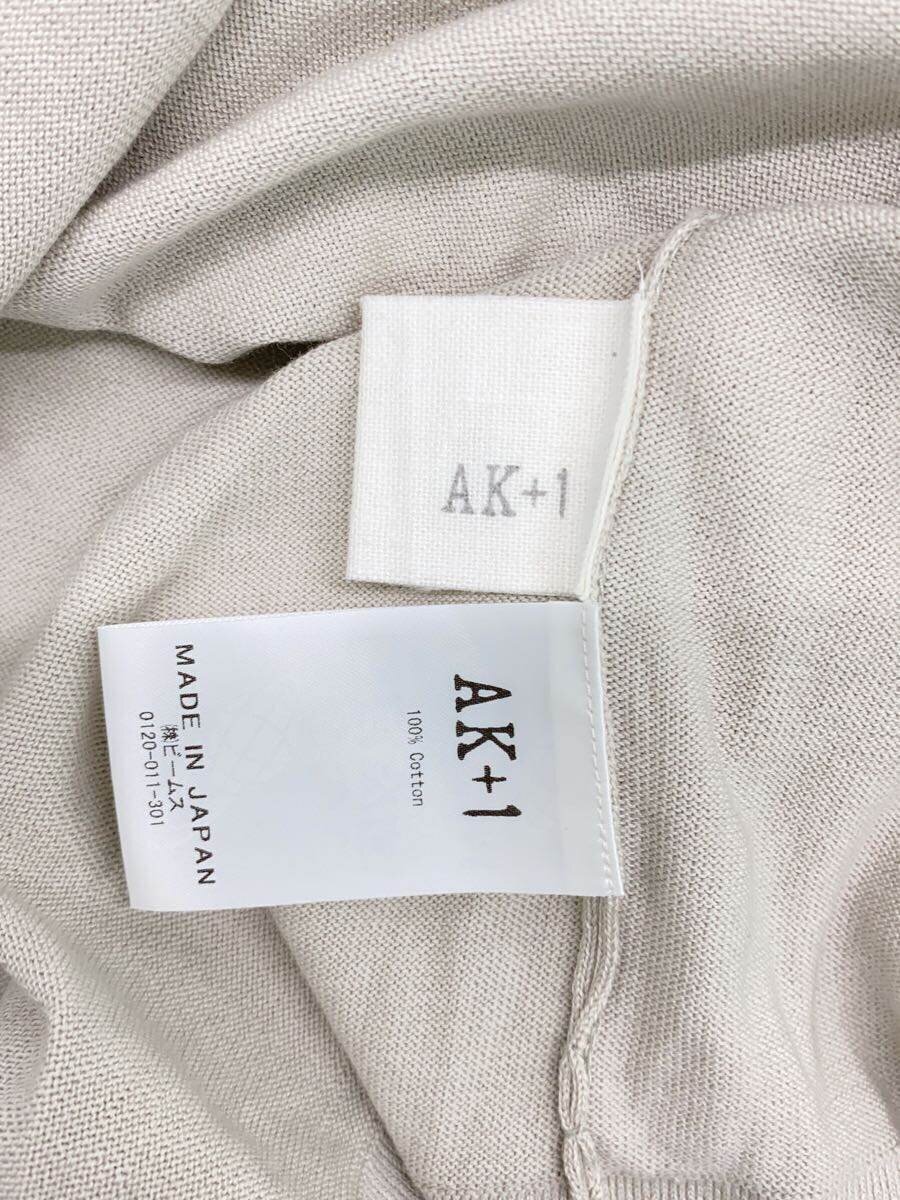 AK+1
AK+1
100% Cotton
MADE IN JAPAN
㈱ビームス
0120-011-301